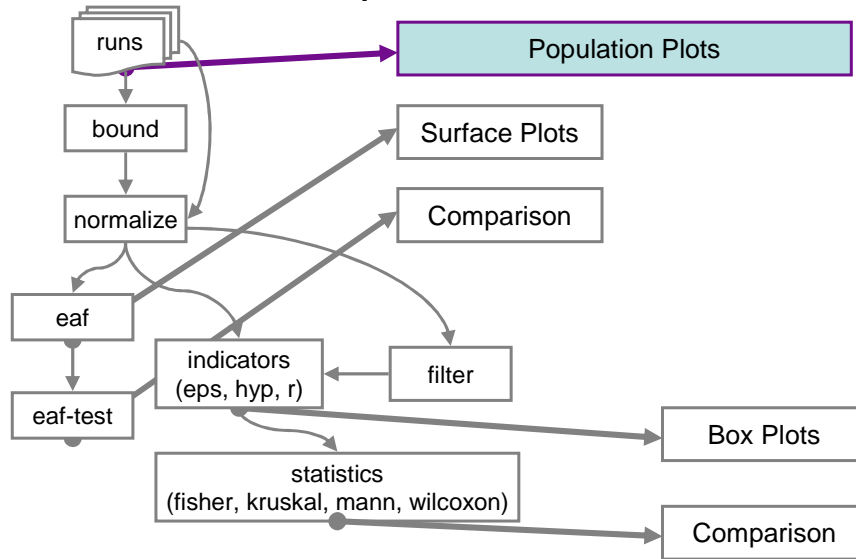 runs
Population Plots
bound
Surface Plots
normalize
Comparison
eaf
indicators
(eps, hyp, r)
filter
eaf-test
Box Plots
statistics
(fisher, kruskal, mann, wilcoxon)
Comparison